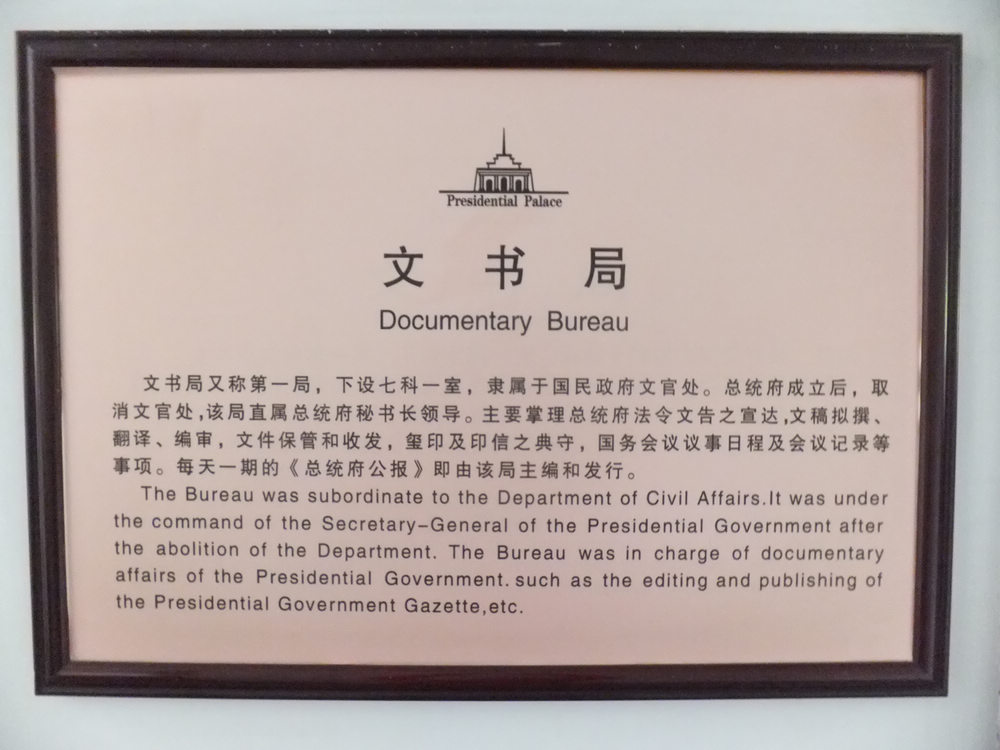 Presidential Palace
文书局
Documentary Bureau
文书局又称第一局，下设七科一室，隶属于国民政府文官处。总统府成立后，取
消文官处,该局直属总统府秘书长领导。主要掌理总统府法令文告之宣达,文稿拟撰、
翻译、编审，文件保管和收发，玺印及印信之典守，国务会议议事日程及会议记录等
事项。每天一期的《总统府公报》即由该局主编和发行。
The Bureau was subordinate to the Department of Civil Affairs.It was under
the command of the Secretary-General of the Presidential Government after
the abolition of the Department. The Bureau was in charge of documentary
affairs of the Presidential Government. such as the editing and publishing of
the Presidential Government Gazette,etc.